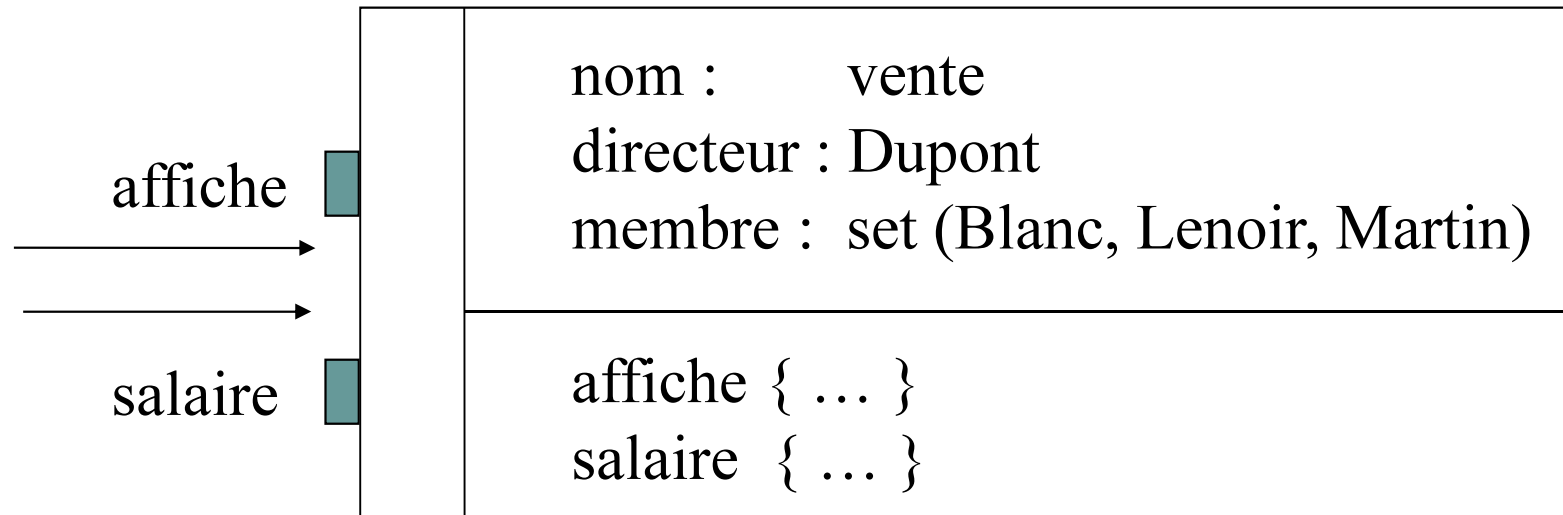 affiche
salaire
nom : vente
directeur : Dupont
membre : set (Blanc, Lenoir, Martin)
affiche { … }
salaire { … }